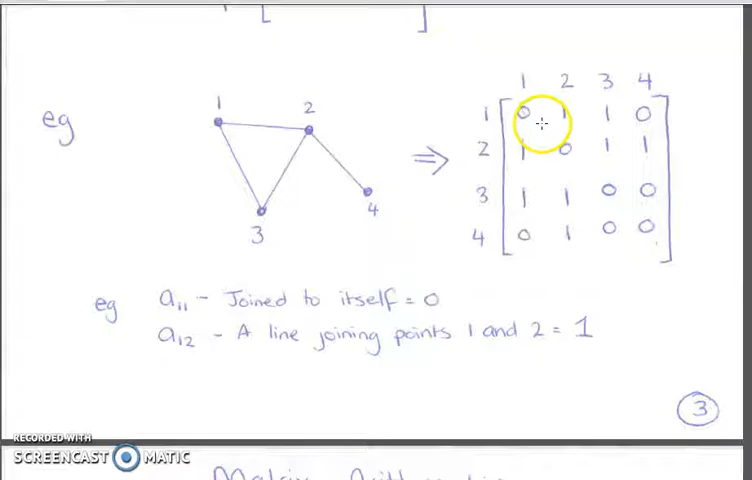 eg
1 2
3 4
⇒
1 2 3 4
1 0 1 1 0
2 1 0 1 1
3 1 1 0 0
4 0 1 0 0
eg a₁₁ - Joined to itself = 0
a₁₂ - A line joining points 1 and 2 = 1
3
RECORDED WITH
SCREENCAST MATIC